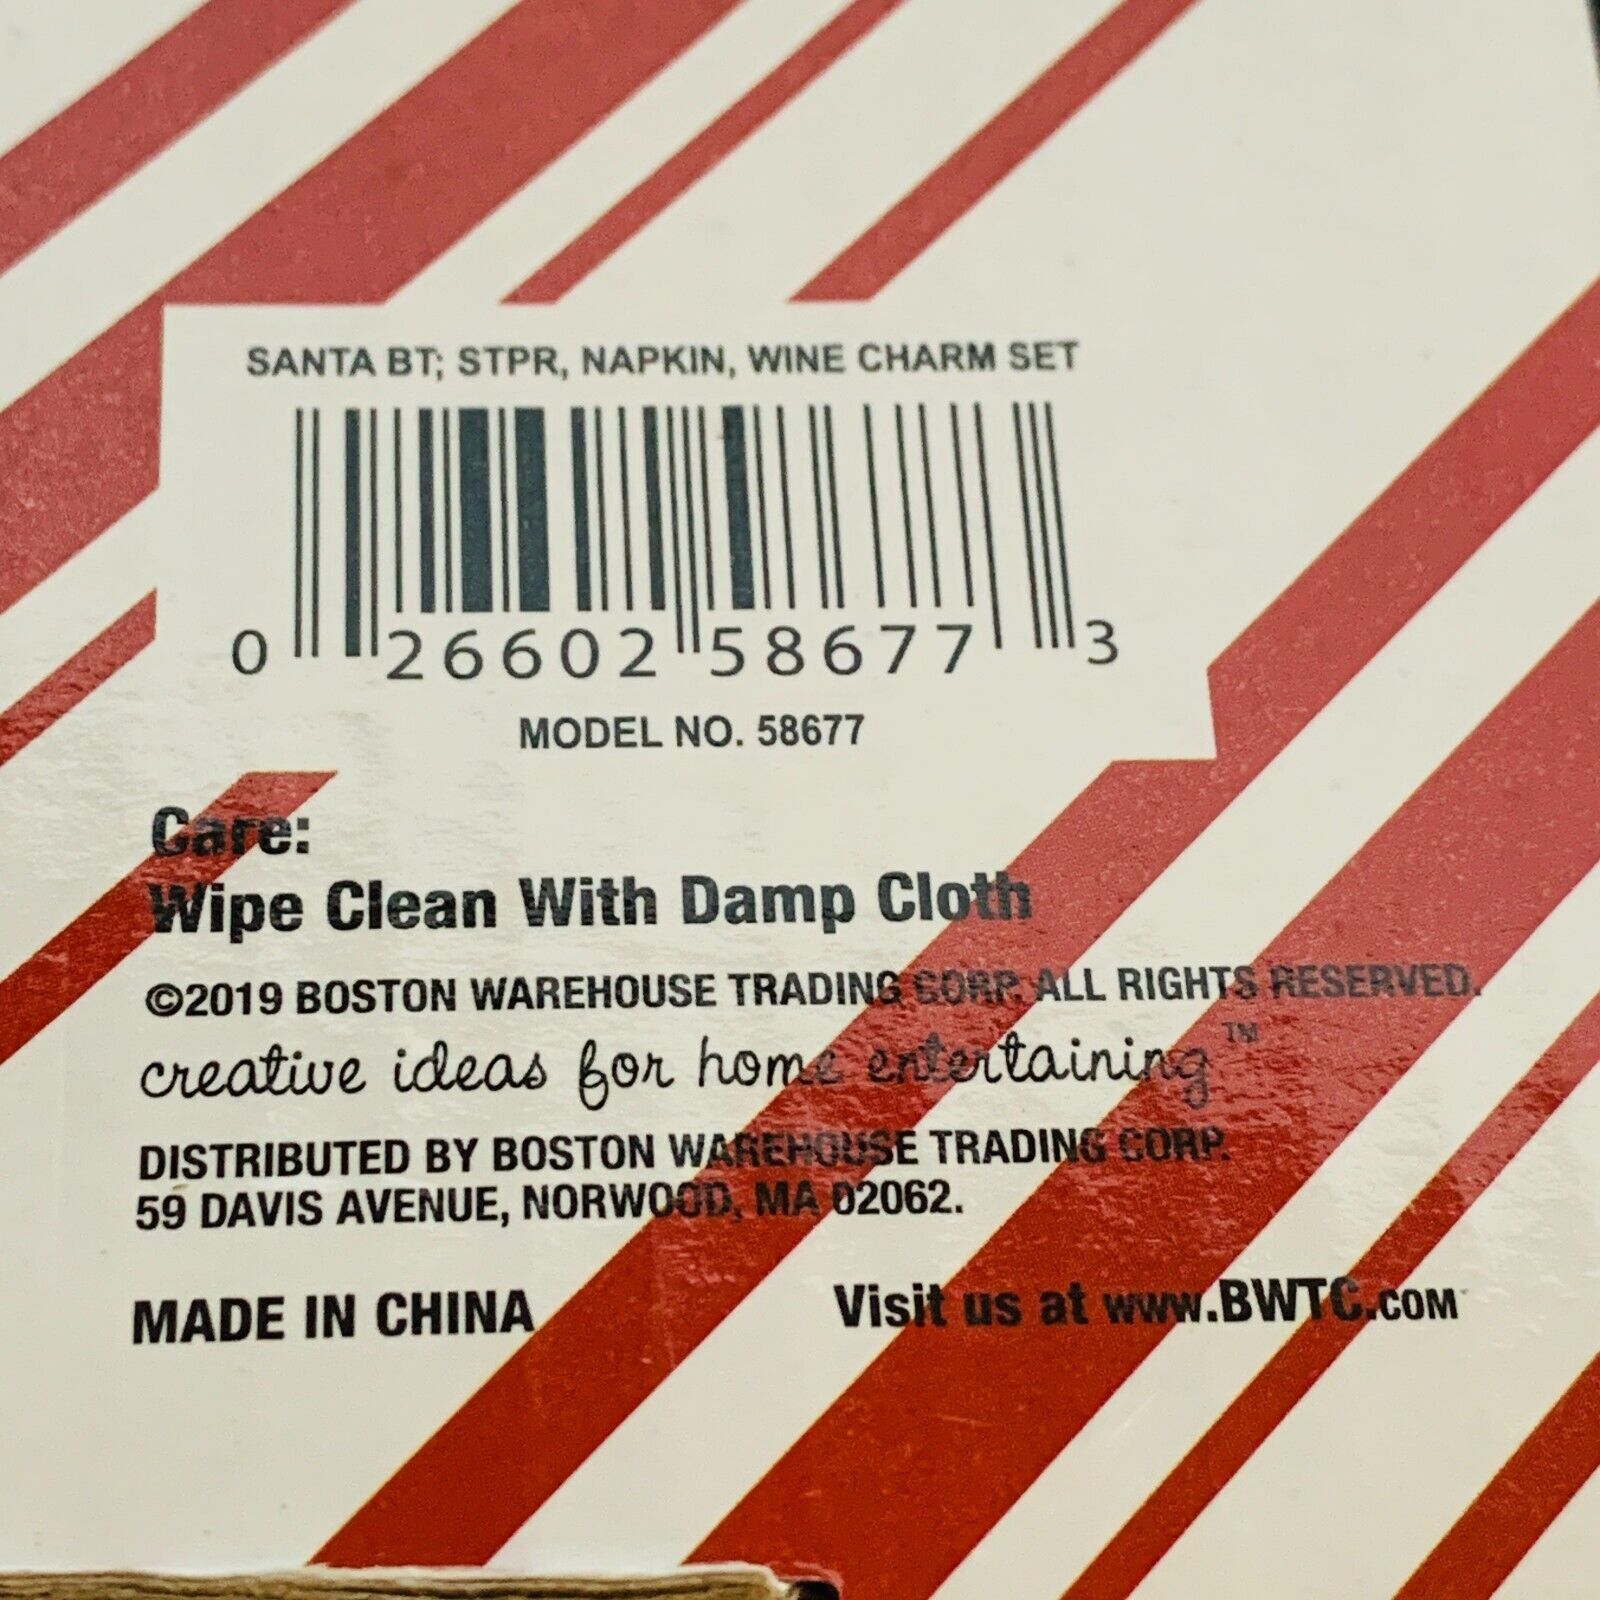 SANTA BT; STPR, NAPKIN, WINE CHARM SET
0 26602 58677 3
MODEL NO. 58677
Care:
Wipe Clean With Damp Cloth
©2019 BOSTON WAREHOUSE TRADING CORP. ALL RIGHTS RESERVED.
creative ideas for home entertaining™
DISTRIBUTED BY BOSTON WAREHOUSE TRADING CORP.
59 DAVIS AVENUE, NORWOOD, MA 02062.
MADE IN CHINA
Visit us at www.BWTC.COM